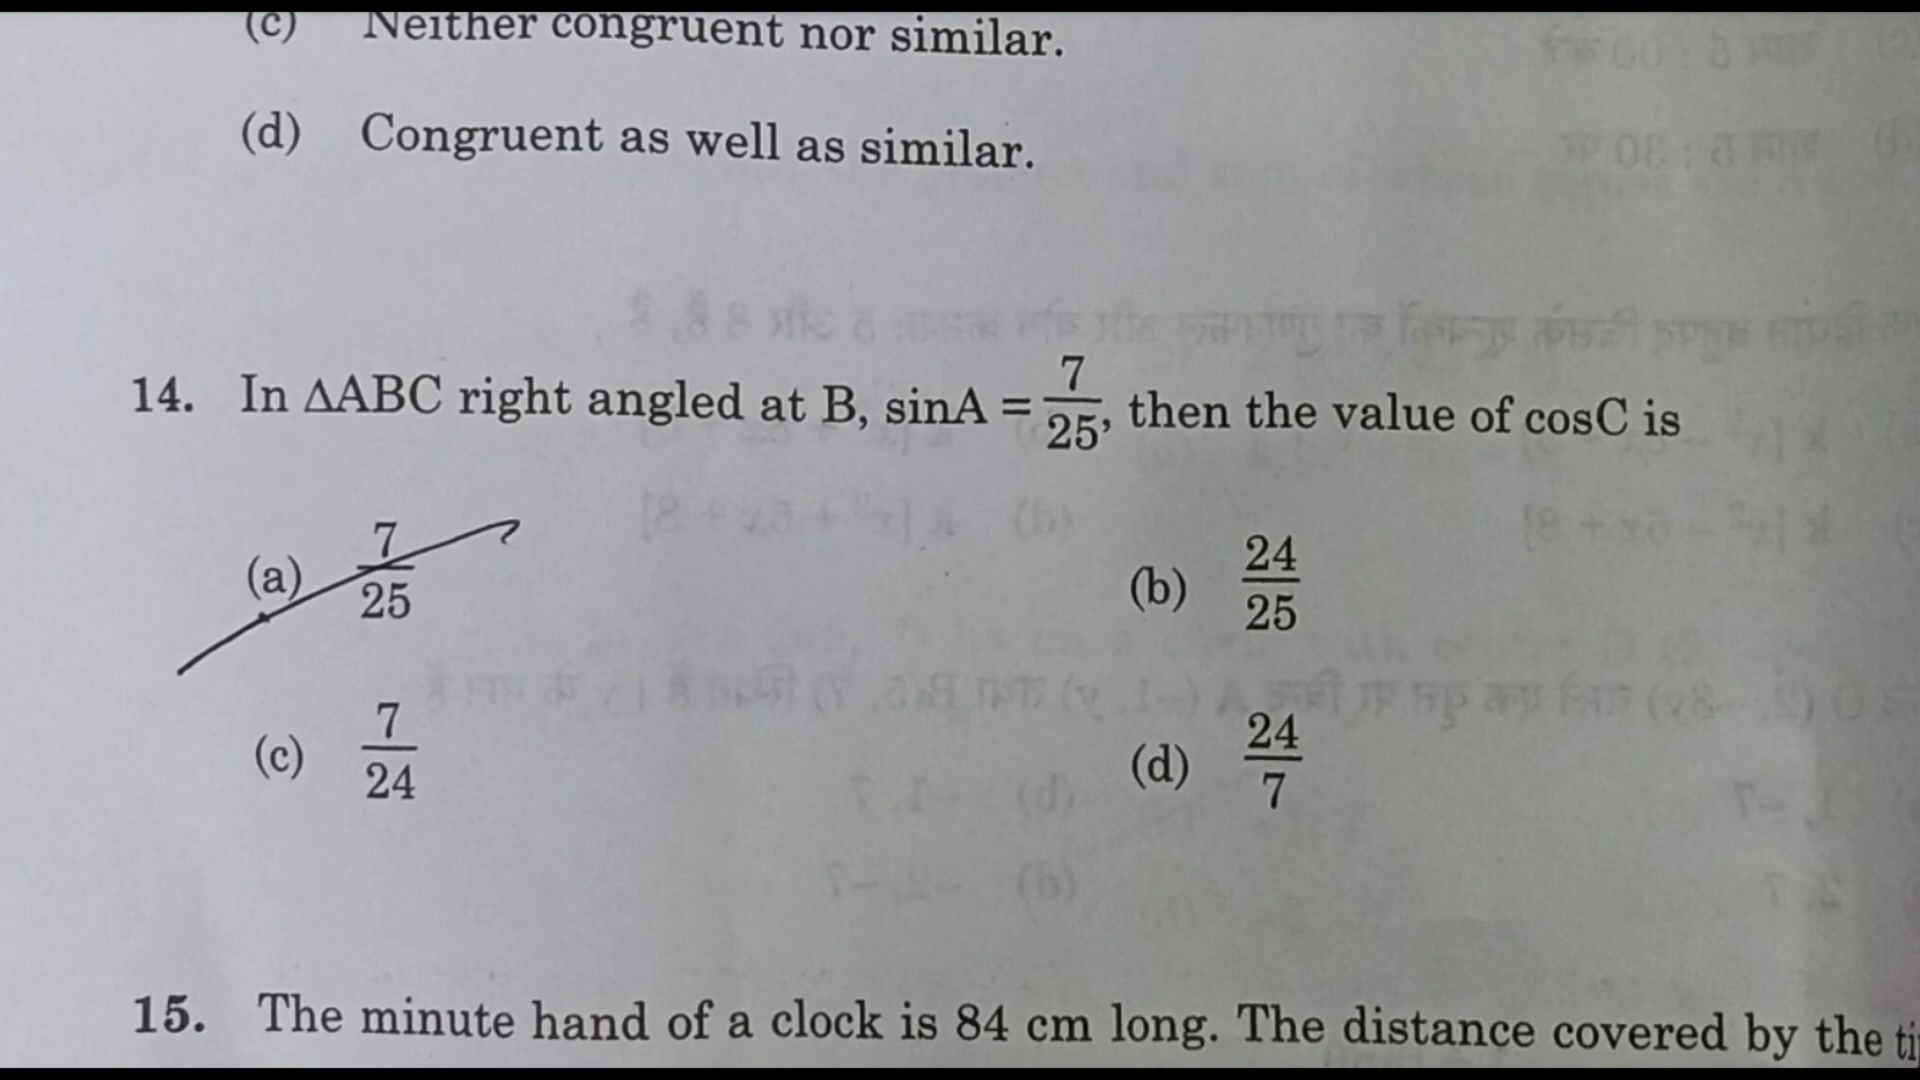 (c) Neither congruent nor similar.
(d) Congruent as well as similar.
14. In ΔABC right angled at B, sinA = 7/25, then the value of cosC is
(a) 7/25 (b) 24/25
(c) 7/24 (d) 24/7
15. The minute hand of a clock is 84 cm long. The distance covered by the